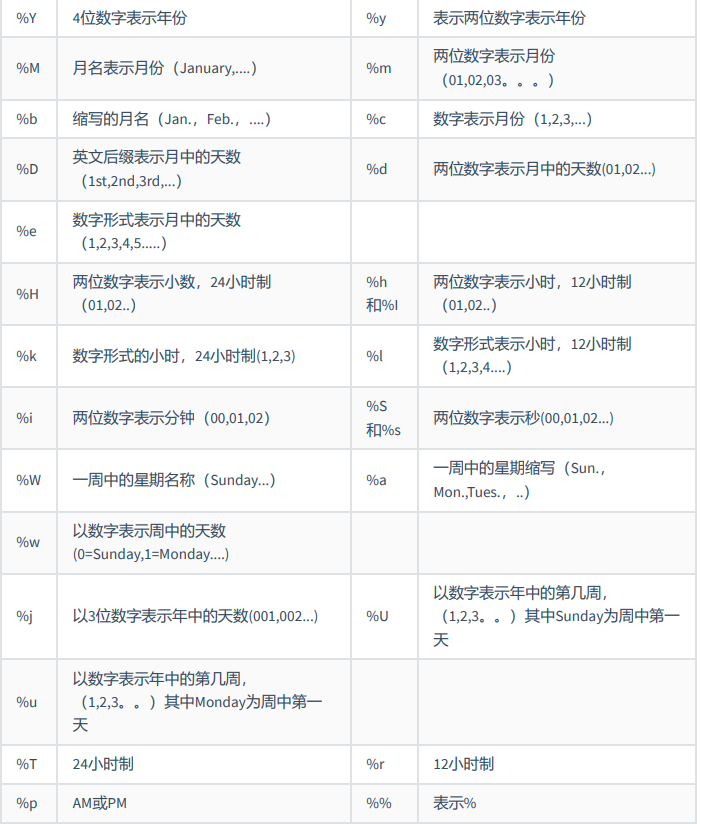 %Y 4位数字表示年份 %y 表示两位数字表示年份
%M 月名表示月份（January,....） %m 两位数字表示月份
（01,02,03。。。）
%b 缩写的月名（Jan.，Feb.，....） %c 数字表示月份（1,2,3,...）
%D 英文后缀表示月中的天数
（1st,2nd,3rd,...） %d 两位数字表示月中的天数(01,02...)
%e 数字形式表示月中的天数
（1,2,3,4,5.....）
%H 两位数字表示小数，24小时制
（01,02..） %h
和%I 两位数字表示小时，12小时制
（01,02..）
%k 数字形式的小时，24小时制(1,2,3) %l 数字形式表示小时，12小时制
（1,2,3,4....）
%i 两位数字表示分钟（00,01,02） %S
和%s 两位数字表示秒(00,01,02...)
%W 一周中的星期名称（Sunday...） %a 一周中的星期缩写（Sun.，
Mon.,Tues.，..）
%w 以数字表示周中的天数
(0=Sunday,1=Monday....)
%j 以3位数字表示年中的天数(001,002...) %U 以数字表示年中的第几周，
（1,2,3。。）其中Sunday为周中第一
天
%u 以数字表示年中的第几周，
（1,2,3。。）其中Monday为周中第一
天
%T 24小时制 %r 12小时制
%p AM或PM %% 表示%